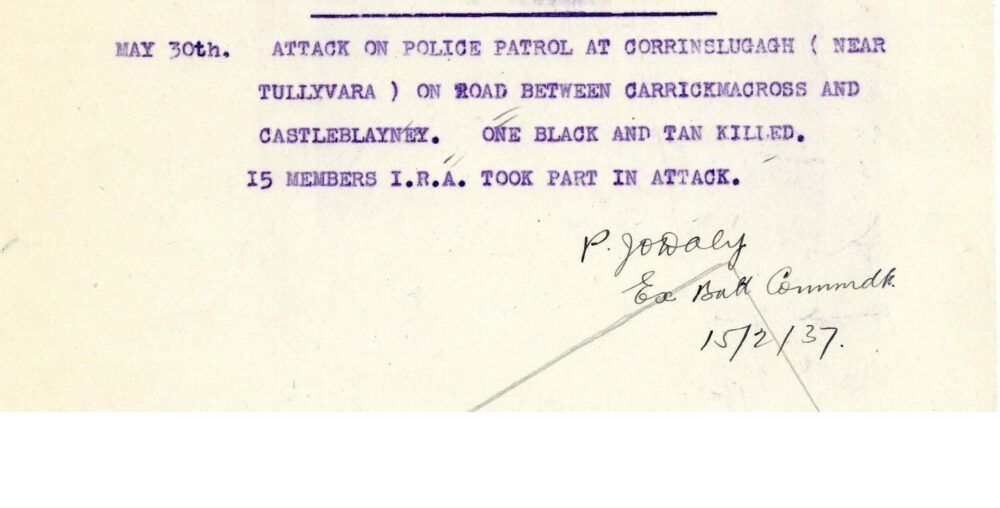 MAY 30th. ATTACK ON POLICE PATROL AT CORRINSLUGAGH ( NEAR
TULLYVARA ) ON ROAD BETWEEN CARRICKMACROSS AND
CASTLEBLAYNEY. ONE BLACK AND TAN KILLED.
15 MEMBERS I.R.A. TOOK PART IN ATTACK.
P. Jo Daly
Ex Batt Commdt.
15/2/37.